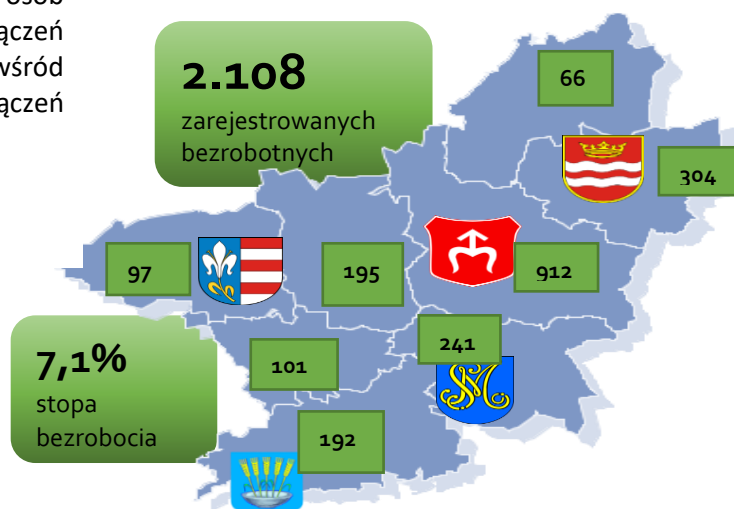 osób
ączeń
wśród
ączeń
2.108
zarejestrowanych
bezrobotnych
66
304
97
195
912
241
101
7,1%
stopa
bezrobocia
192